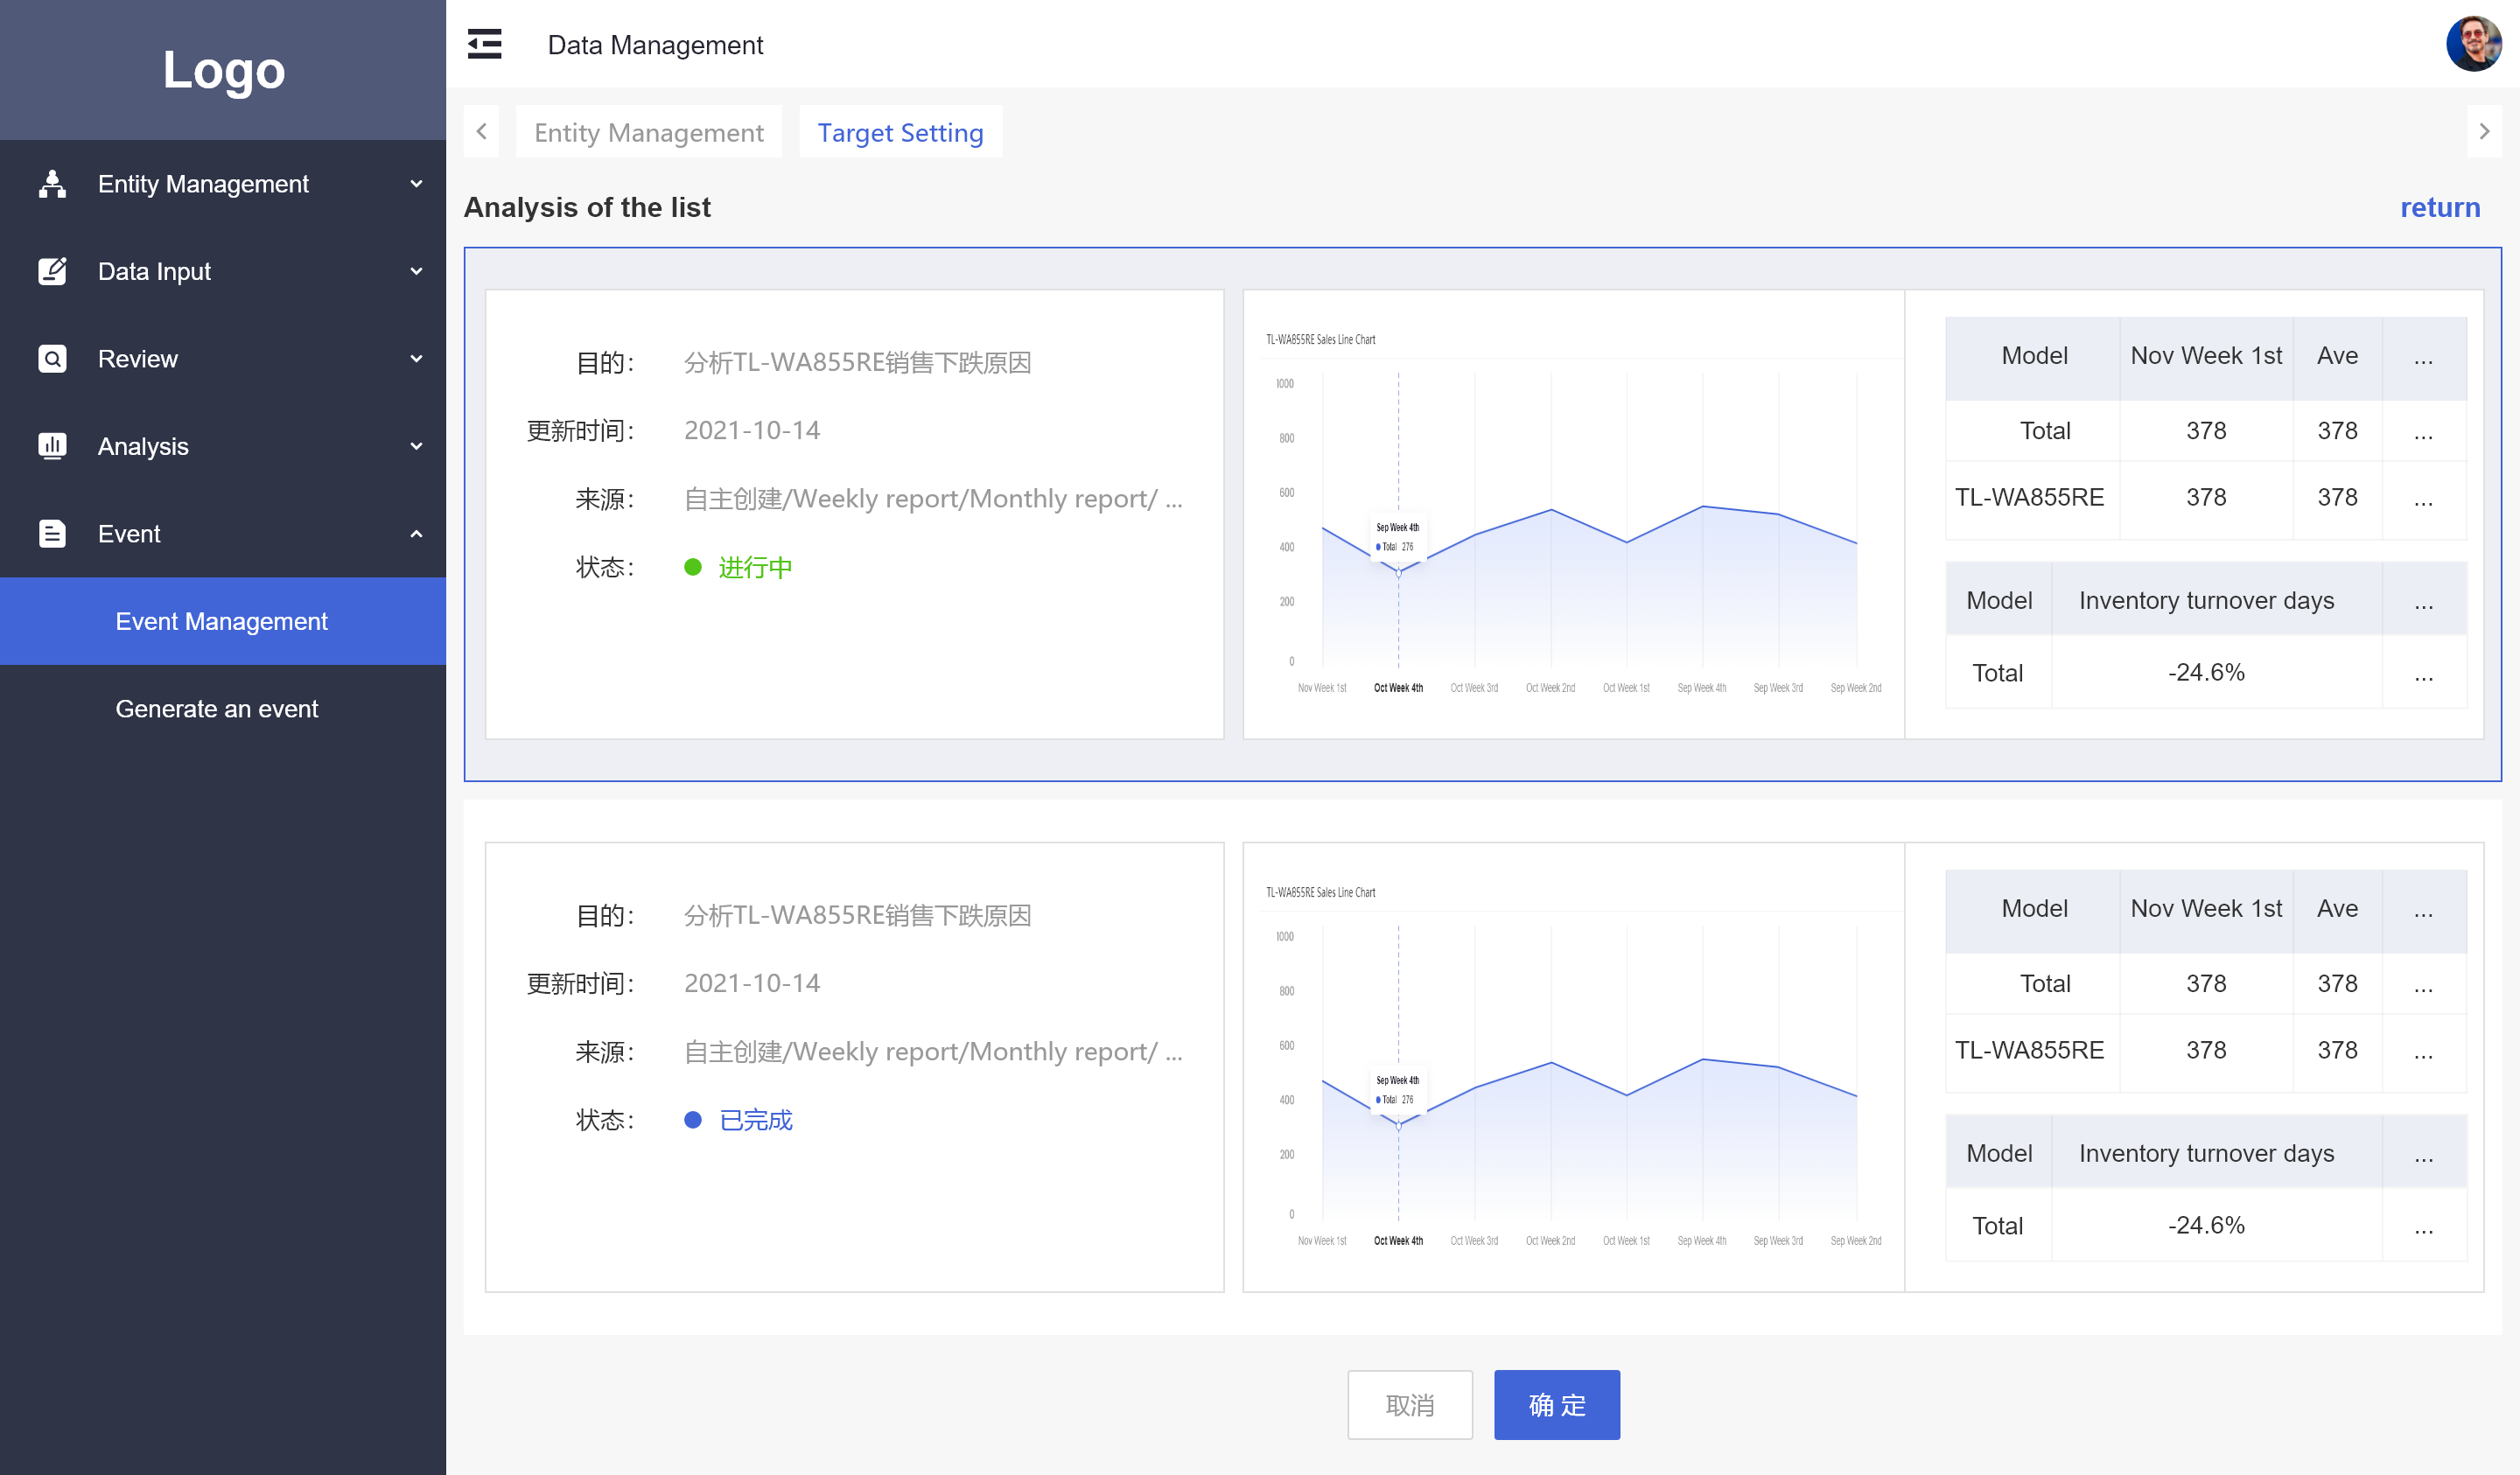 Logo
Data Management
Entity Management
Data Input
Review
Analysis
Event
Event Management
Generate an event
Entity Management
Target Setting
Analysis of the list
return
目的：
分析TL-WA855RE销售下跌原因
更新时间：
2021-10-14
来源：
自主创建/Weekly report/Monthly report/ ...
状态：
进行中
TL-WA855RE Sales Line Chart
1000
800
600
400
200
0
Sep Week 4th
Total 276
Nov Week 1st
Oct Week 4th
Oct Week 3rd
Oct Week 2nd
Oct Week 1st
Sep Week 4th
Sep Week 3rd
Sep Week 2nd
Model Nov Week 1st Ave ...
Total 378 378 ...
TL-WA855RE 378 378 ...
Model Inventory turnover days ...
Total -24.6% ...
目的：
分析TL-WA855RE销售下跌原因
更新时间：
2021-10-14
来源：
自主创建/Weekly report/Monthly report/ ...
状态：
已完成
TL-WA855RE Sales Line Chart
1000
800
600
400
200
0
Sep Week 4th
Total 276
Nov Week 1st
Oct Week 4th
Oct Week 3rd
Oct Week 2nd
Oct Week 1st
Sep Week 4th
Sep Week 3rd
Sep Week 2nd
Model Nov Week 1st Ave ...
Total 378 378 ...
TL-WA855RE 378 378 ...
Model Inventory turnover days ...
Total -24.6% ...
取消
确 定